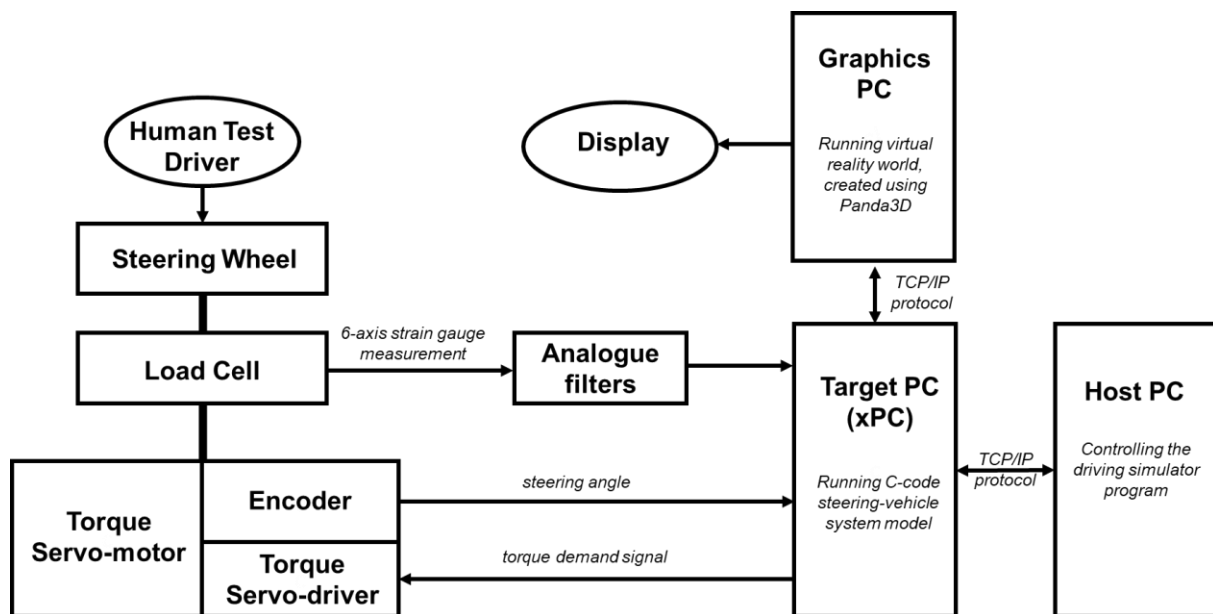 Human Test
Driver
Steering Wheel
Load Cell
6-axis strain gauge
measurement
Analogue
filters
Torque
Servo-motor
Encoder
Torque
Servo-driver
steering angle
torque demand signal
Display
Graphics
PC
Running virtual
reality world,
created using
Panda3D
TCP/IP
protocol
Target PC
(xPC)
Running C-code
steering-vehicle
system model
TCP/IP
protocol
Host PC
Controlling the
driving simulator
program